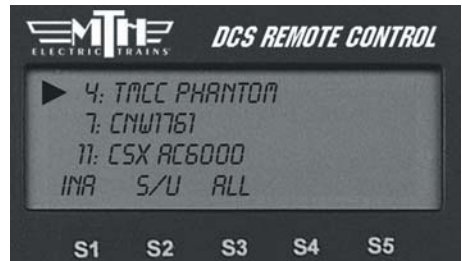 MTH
ELECTRIC TRAINS
DCS REMOTE CONTROL
4: TMCC PHANTOM
7: CNW1761
11: CSX AC6000
INA S/U ALL
S1 S2 S3 S4 S5